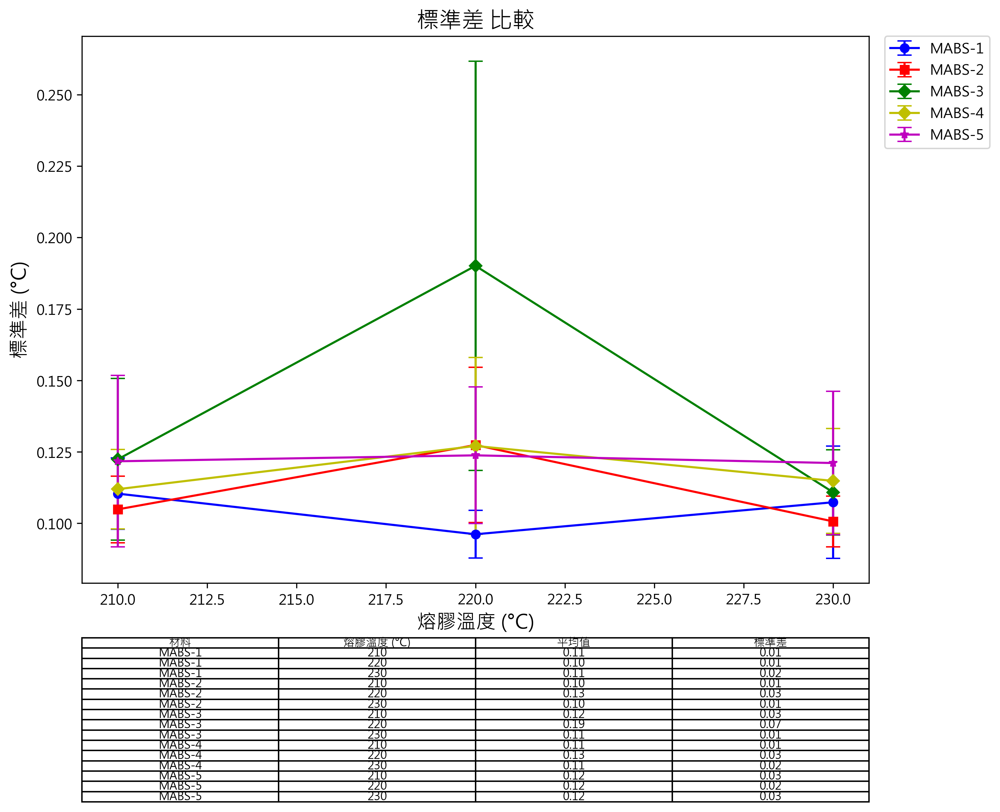 標準差 比較
MABS-1
MABS-2
MABS-3
MABS-4
MABS-5
標準差 (°C)
0.250
0.225
0.200
0.175
0.150
0.125
0.100
210.0 212.5 215.0 217.5 220.0 222.5 225.0 227.5 230.0
熔膠溫度 (°C)
材料 熔膠溫度 (°C) 平均值 標準差
MABS-1 210 0.11 0.01
MABS-1 220 0.10 0.01
MABS-1 230 0.11 0.02
MABS-2 210 0.10 0.01
MABS-2 220 0.13 0.03
MABS-2 230 0.10 0.01
MABS-3 210 0.12 0.03
MABS-3 220 0.19 0.07
MABS-3 230 0.11 0.01
MABS-4 210 0.11 0.01
MABS-4 220 0.13 0.03
MABS-4 230 0.11 0.02
MABS-5 210 0.12 0.03
MABS-5 220 0.12 0.02
MABS-5 230 0.12 0.03